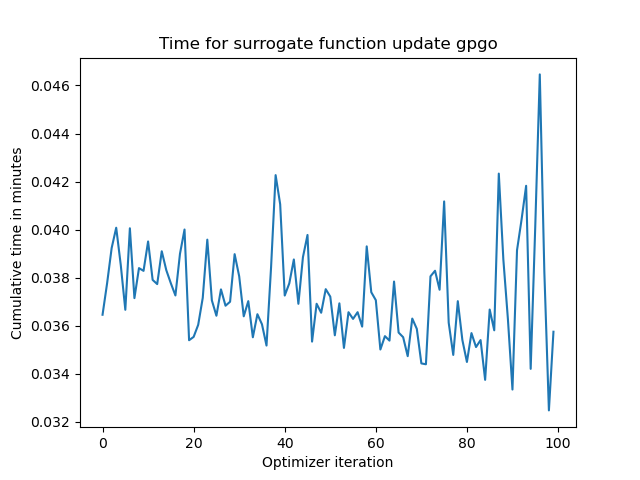 Time for surrogate function update gpgo
0.046
0.044
0.042
0.040
0.038
0.036
0.034
0.032
Cumulative time in minutes
0 20 40 60 80 100
Optimizer iteration